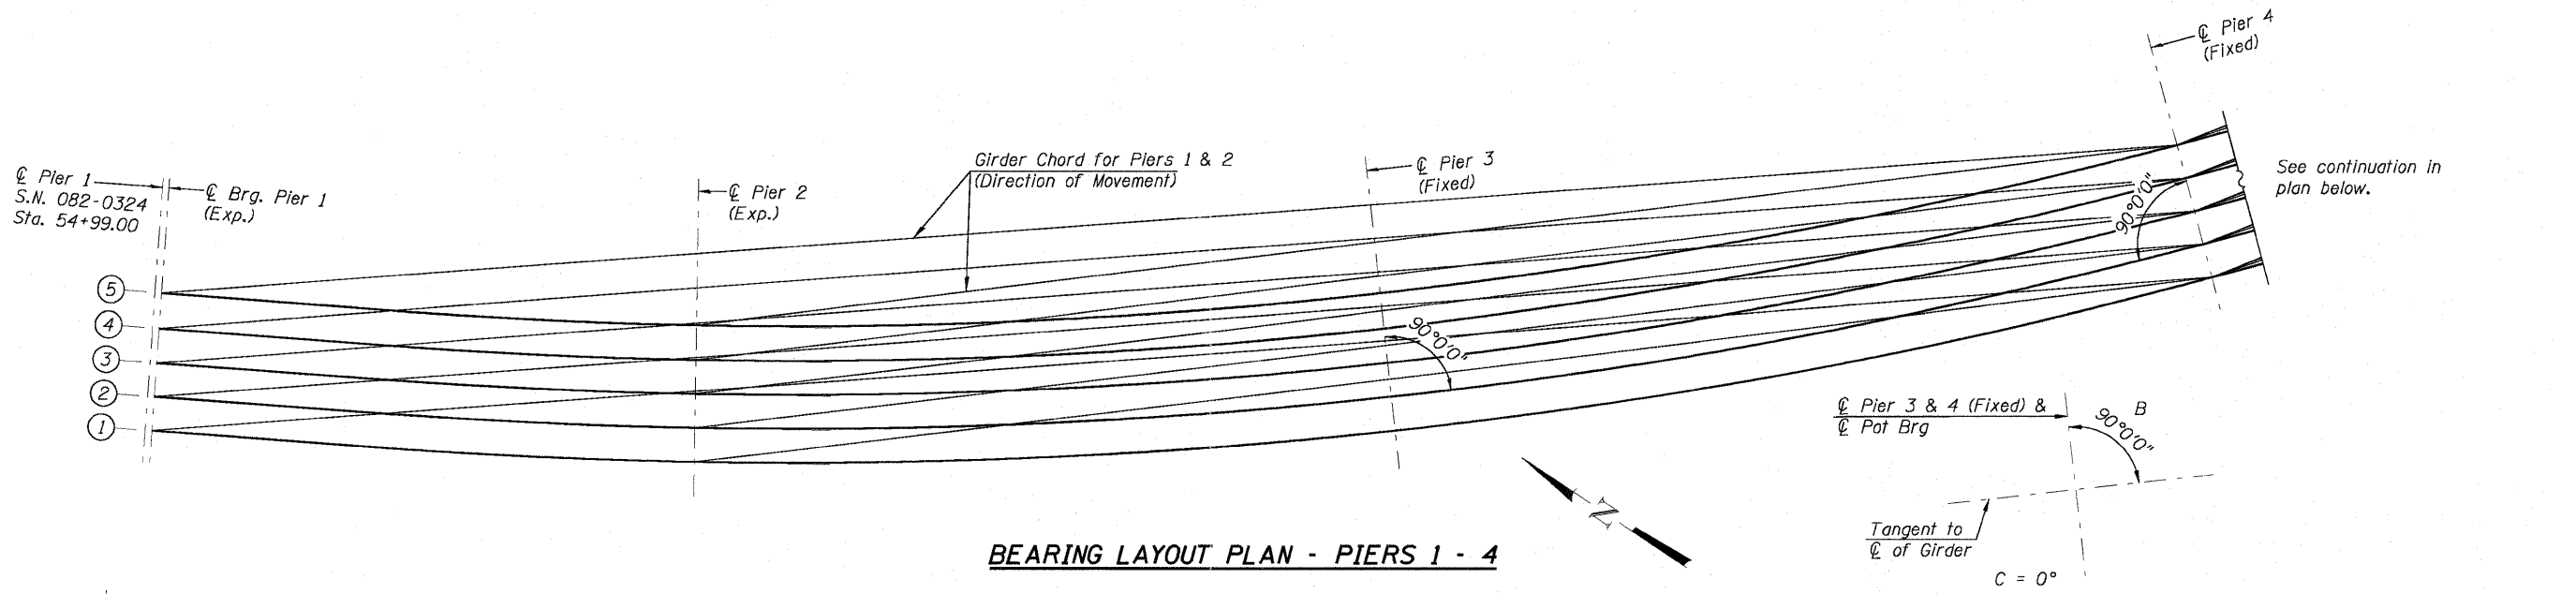 ℄ Pier 4
(Fixed)
℄ Pier 1
S.N. 082-0324
Sta. 54+99.00
℄ Brg. Pier 1
(Exp.)
℄ Pier 2
(Exp.)
Girder Chord for Piers 1 & 2
(Direction of Movement)
℄ Pier 3
(Fixed)
See continuation in
plan below.
90°0'0"
5
4
3
2
1
90°0'0"
℄ Pier 3 & 4 (Fixed) &
℄ Pot Brg
B
90°0'0"
Tangent to
℄ of Girder
C = 0°
N
BEARING LAYOUT PLAN - PIERS 1 - 4